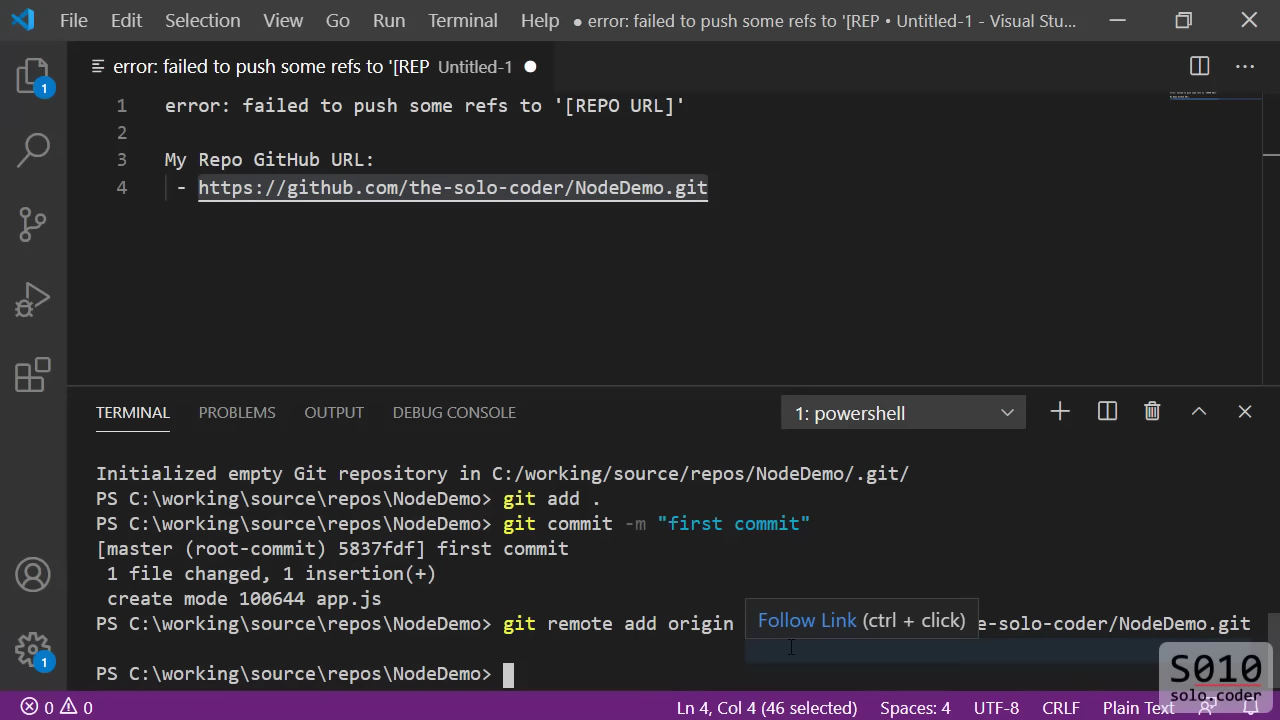 File Edit Selection View Go Run Terminal Help ● error: failed to push some refs to '[REP • Untitled-1 - Visual Stu...
error: failed to push some refs to '[REP Untitled-1
1 error: failed to push some refs to '[REPO URL]'
2
3 My Repo GitHub URL:
4 - https://github.com/the-solo-coder/NodeDemo.git
1
TERMINAL PROBLEMS OUTPUT DEBUG CONSOLE 1: powershell
Initialized empty Git repository in C:/working/source/repos/NodeDemo/.git/
PS C:\working\source\repos\NodeDemo> git add .
PS C:\working\source\repos\NodeDemo> git commit -m "first commit"
[master (root-commit) 5837fdf] first commit
1 file changed, 1 insertion(+)
create mode 100644 app.js
PS C:\working\source\repos\NodeDemo> git remote add origin
Follow Link (ctrl + click)
e-solo-coder/NodeDemo.git
PS C:\working\source\repos\NodeDemo>
1
S010
solo_coder
0 0 Ln 4, Col 4 (46 selected) Spaces: 4 UTF-8 CRLF Plain Text